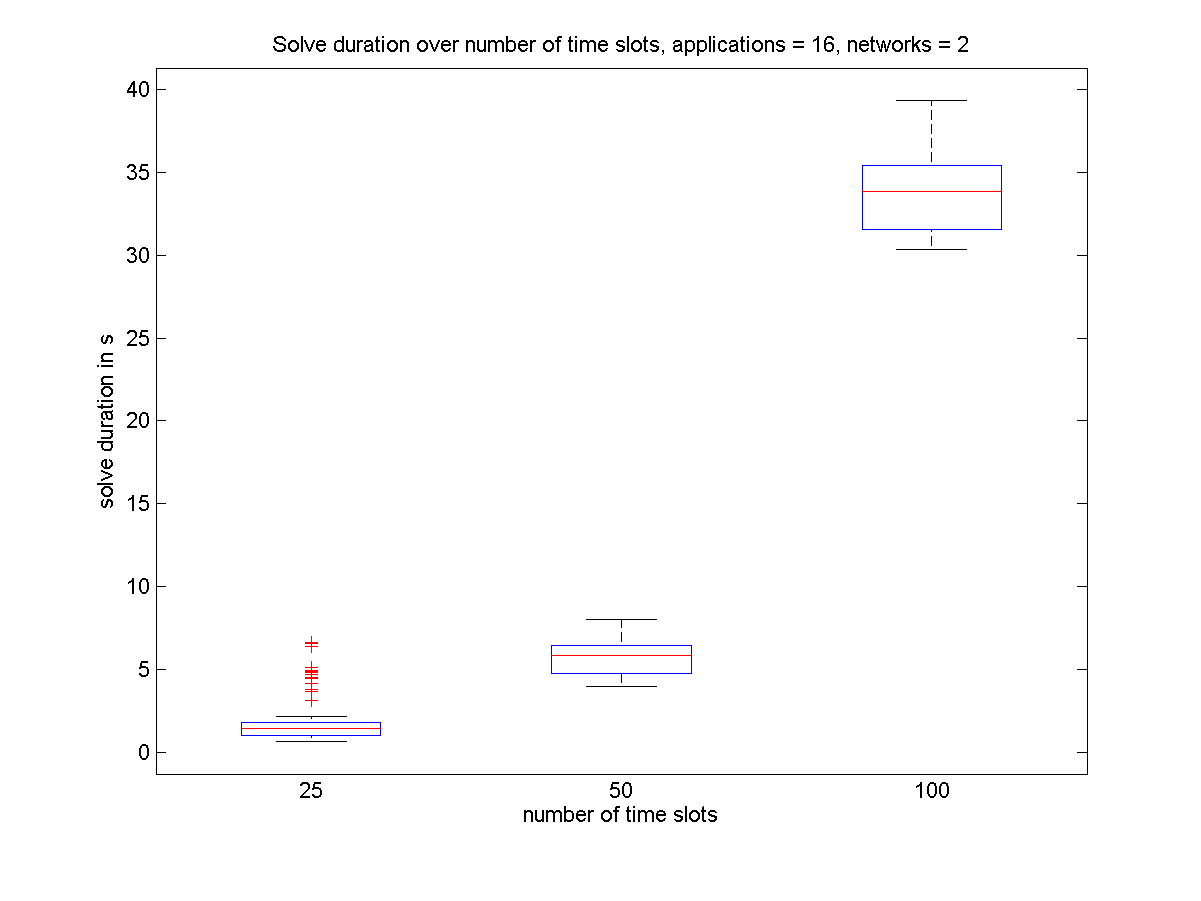 Solve duration over number of time slots, applications = 16, networks = 2
40
35
30
25
20
15
10
5
0
solve duration in s
25 50 100
number of time slots